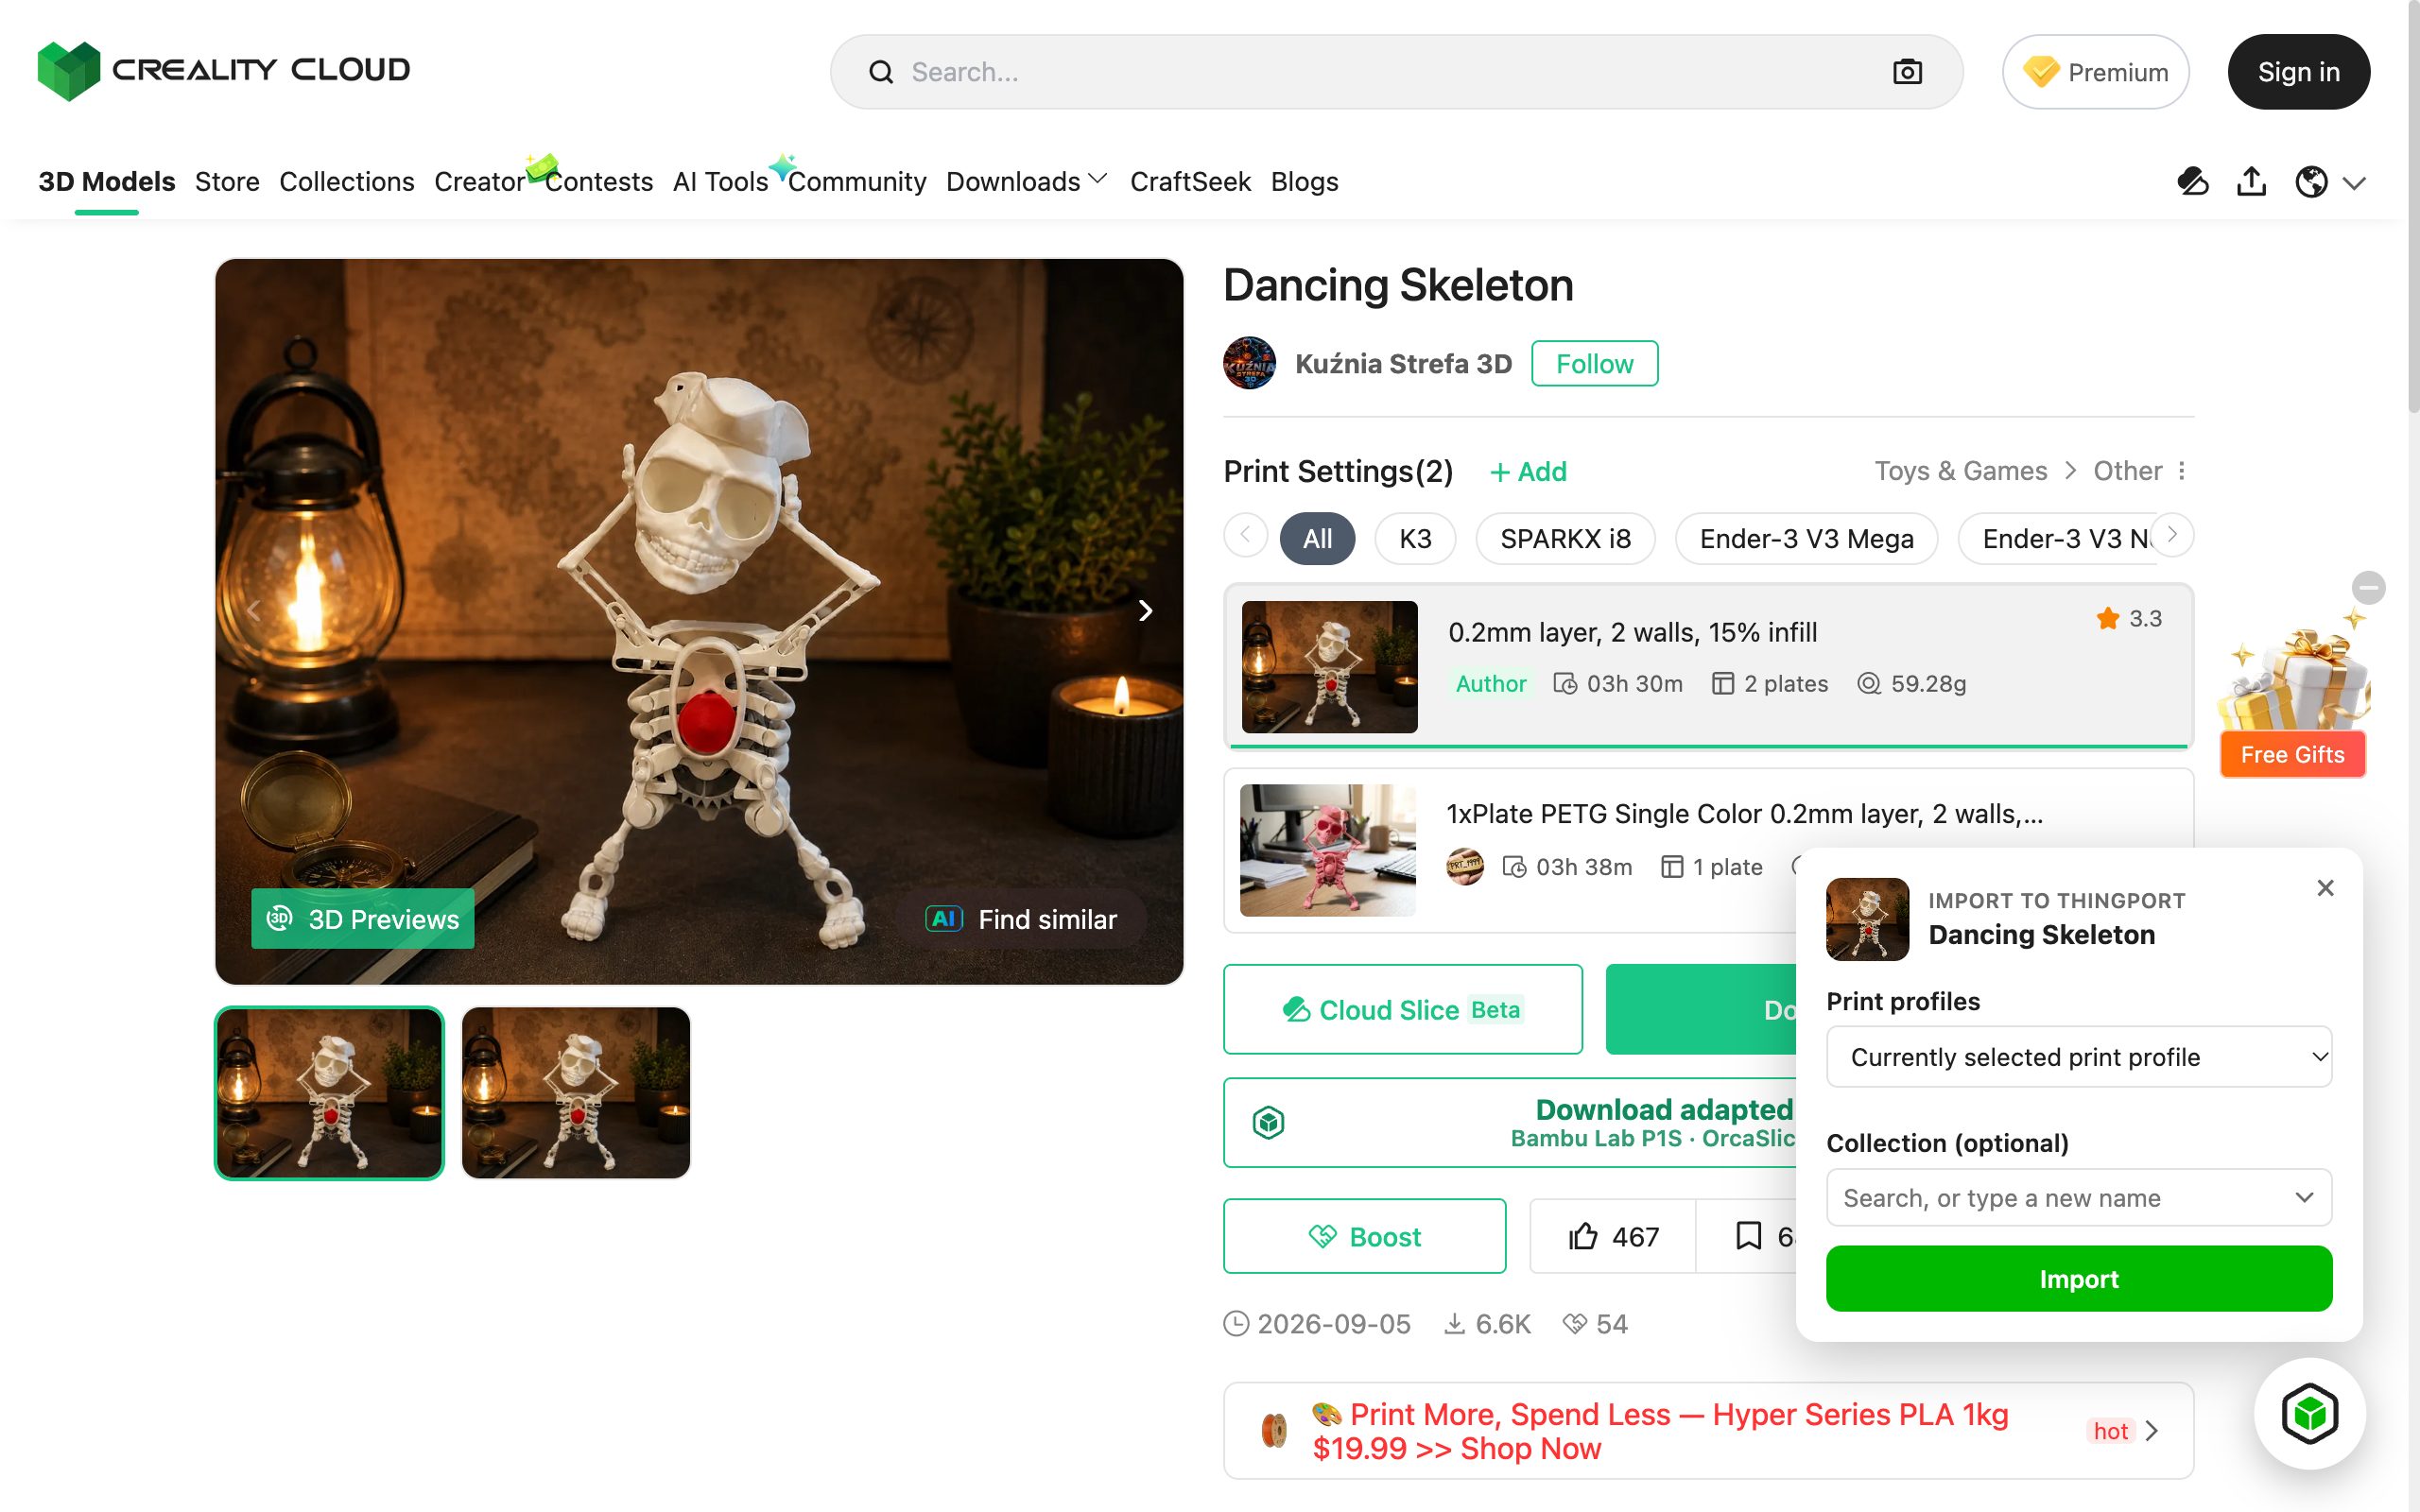 CREALITY CLOUD
Search...
Premium
Sign in
3D Models
Store
Collections
Creator
Contests
AI Tools
Community
Downloads
CraftSeek
Blogs
Dancing Skeleton
Kuźnia Strefa 3D
Follow
Print Settings(2)
+ Add
Toys & Games > Other
All
K3
SPARKX i8
Ender-3 V3 Mega
Ender-3 V3
0.2mm layer, 2 walls, 15% infill
3.3
Author
03h 30m
2 plates
59.28g
1xPlate PETG Single Color 0.2mm layer, 2 walls,...
03h 38m
1 plate
Free Gifts
3D Previews
AI Find similar
Cloud Slice Beta
Download adapted
Bambu Lab P1S
Boost
467
2026-09-05
6.6K
54
🎨 Print More, Spend Less — Hyper Series PLA 1kg
$19.99 >> Shop Now
hot
IMPORT TO THINGPORT
Dancing Skeleton
Print profiles
Currently selected print profile
Collection (optional)
Search, or type a new name
Import